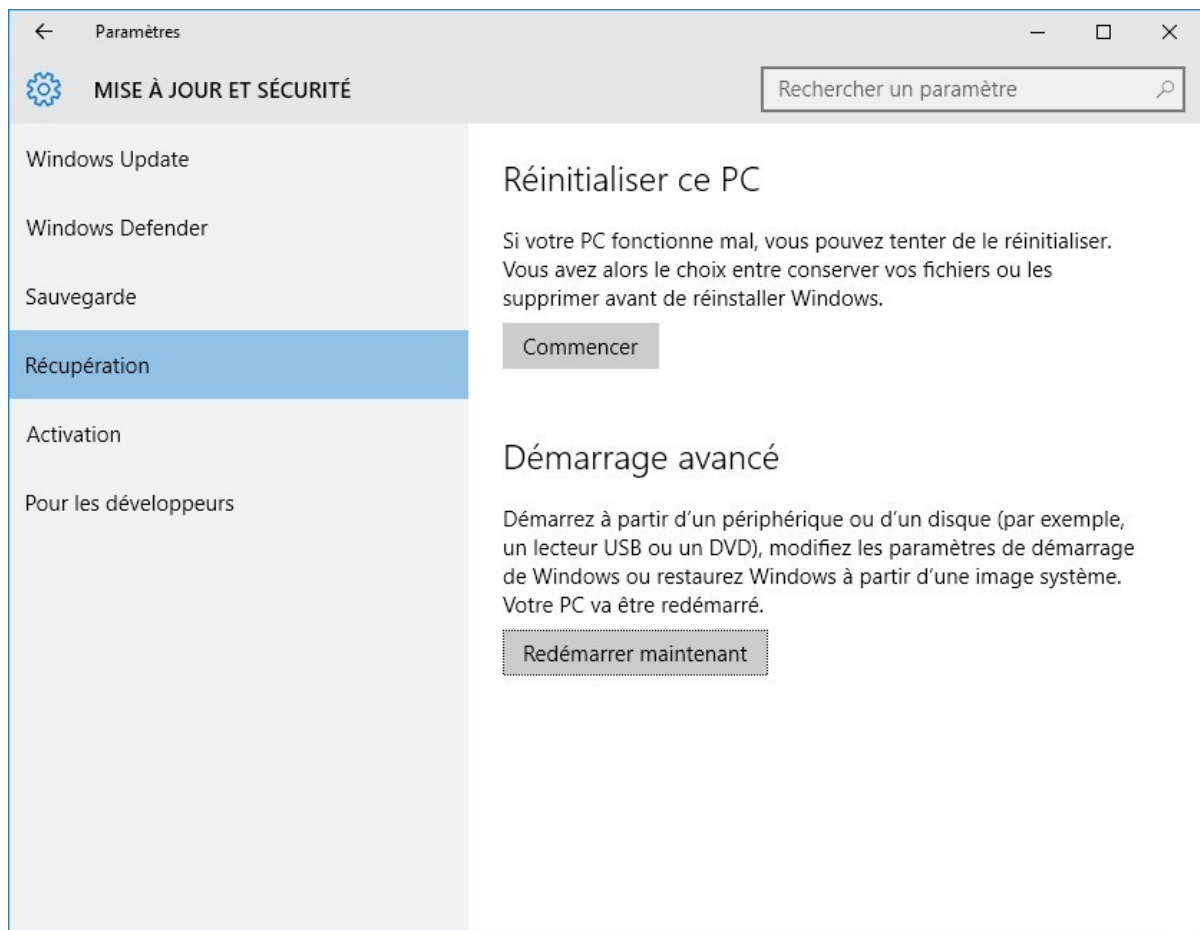 Paramètres
MISE À JOUR ET SÉCURITÉ
Rechercher un paramètre
Windows Update
Windows Defender
Sauvegarde
Récupération
Activation
Pour les développeurs
Réinitialiser ce PC
Si votre PC fonctionne mal, vous pouvez tenter de le réinitialiser.
Vous avez alors le choix entre conserver vos fichiers ou les
supprimer avant de réinstaller Windows.
Commencer
Démarrage avancé
Démarrez à partir d’un périphérique ou d’un disque (par exemple,
un lecteur USB ou un DVD), modifiez les paramètres de démarrage
de Windows ou restaurez Windows à partir d’une image système.
Votre PC va être redémarré.
Redémarrer maintenant